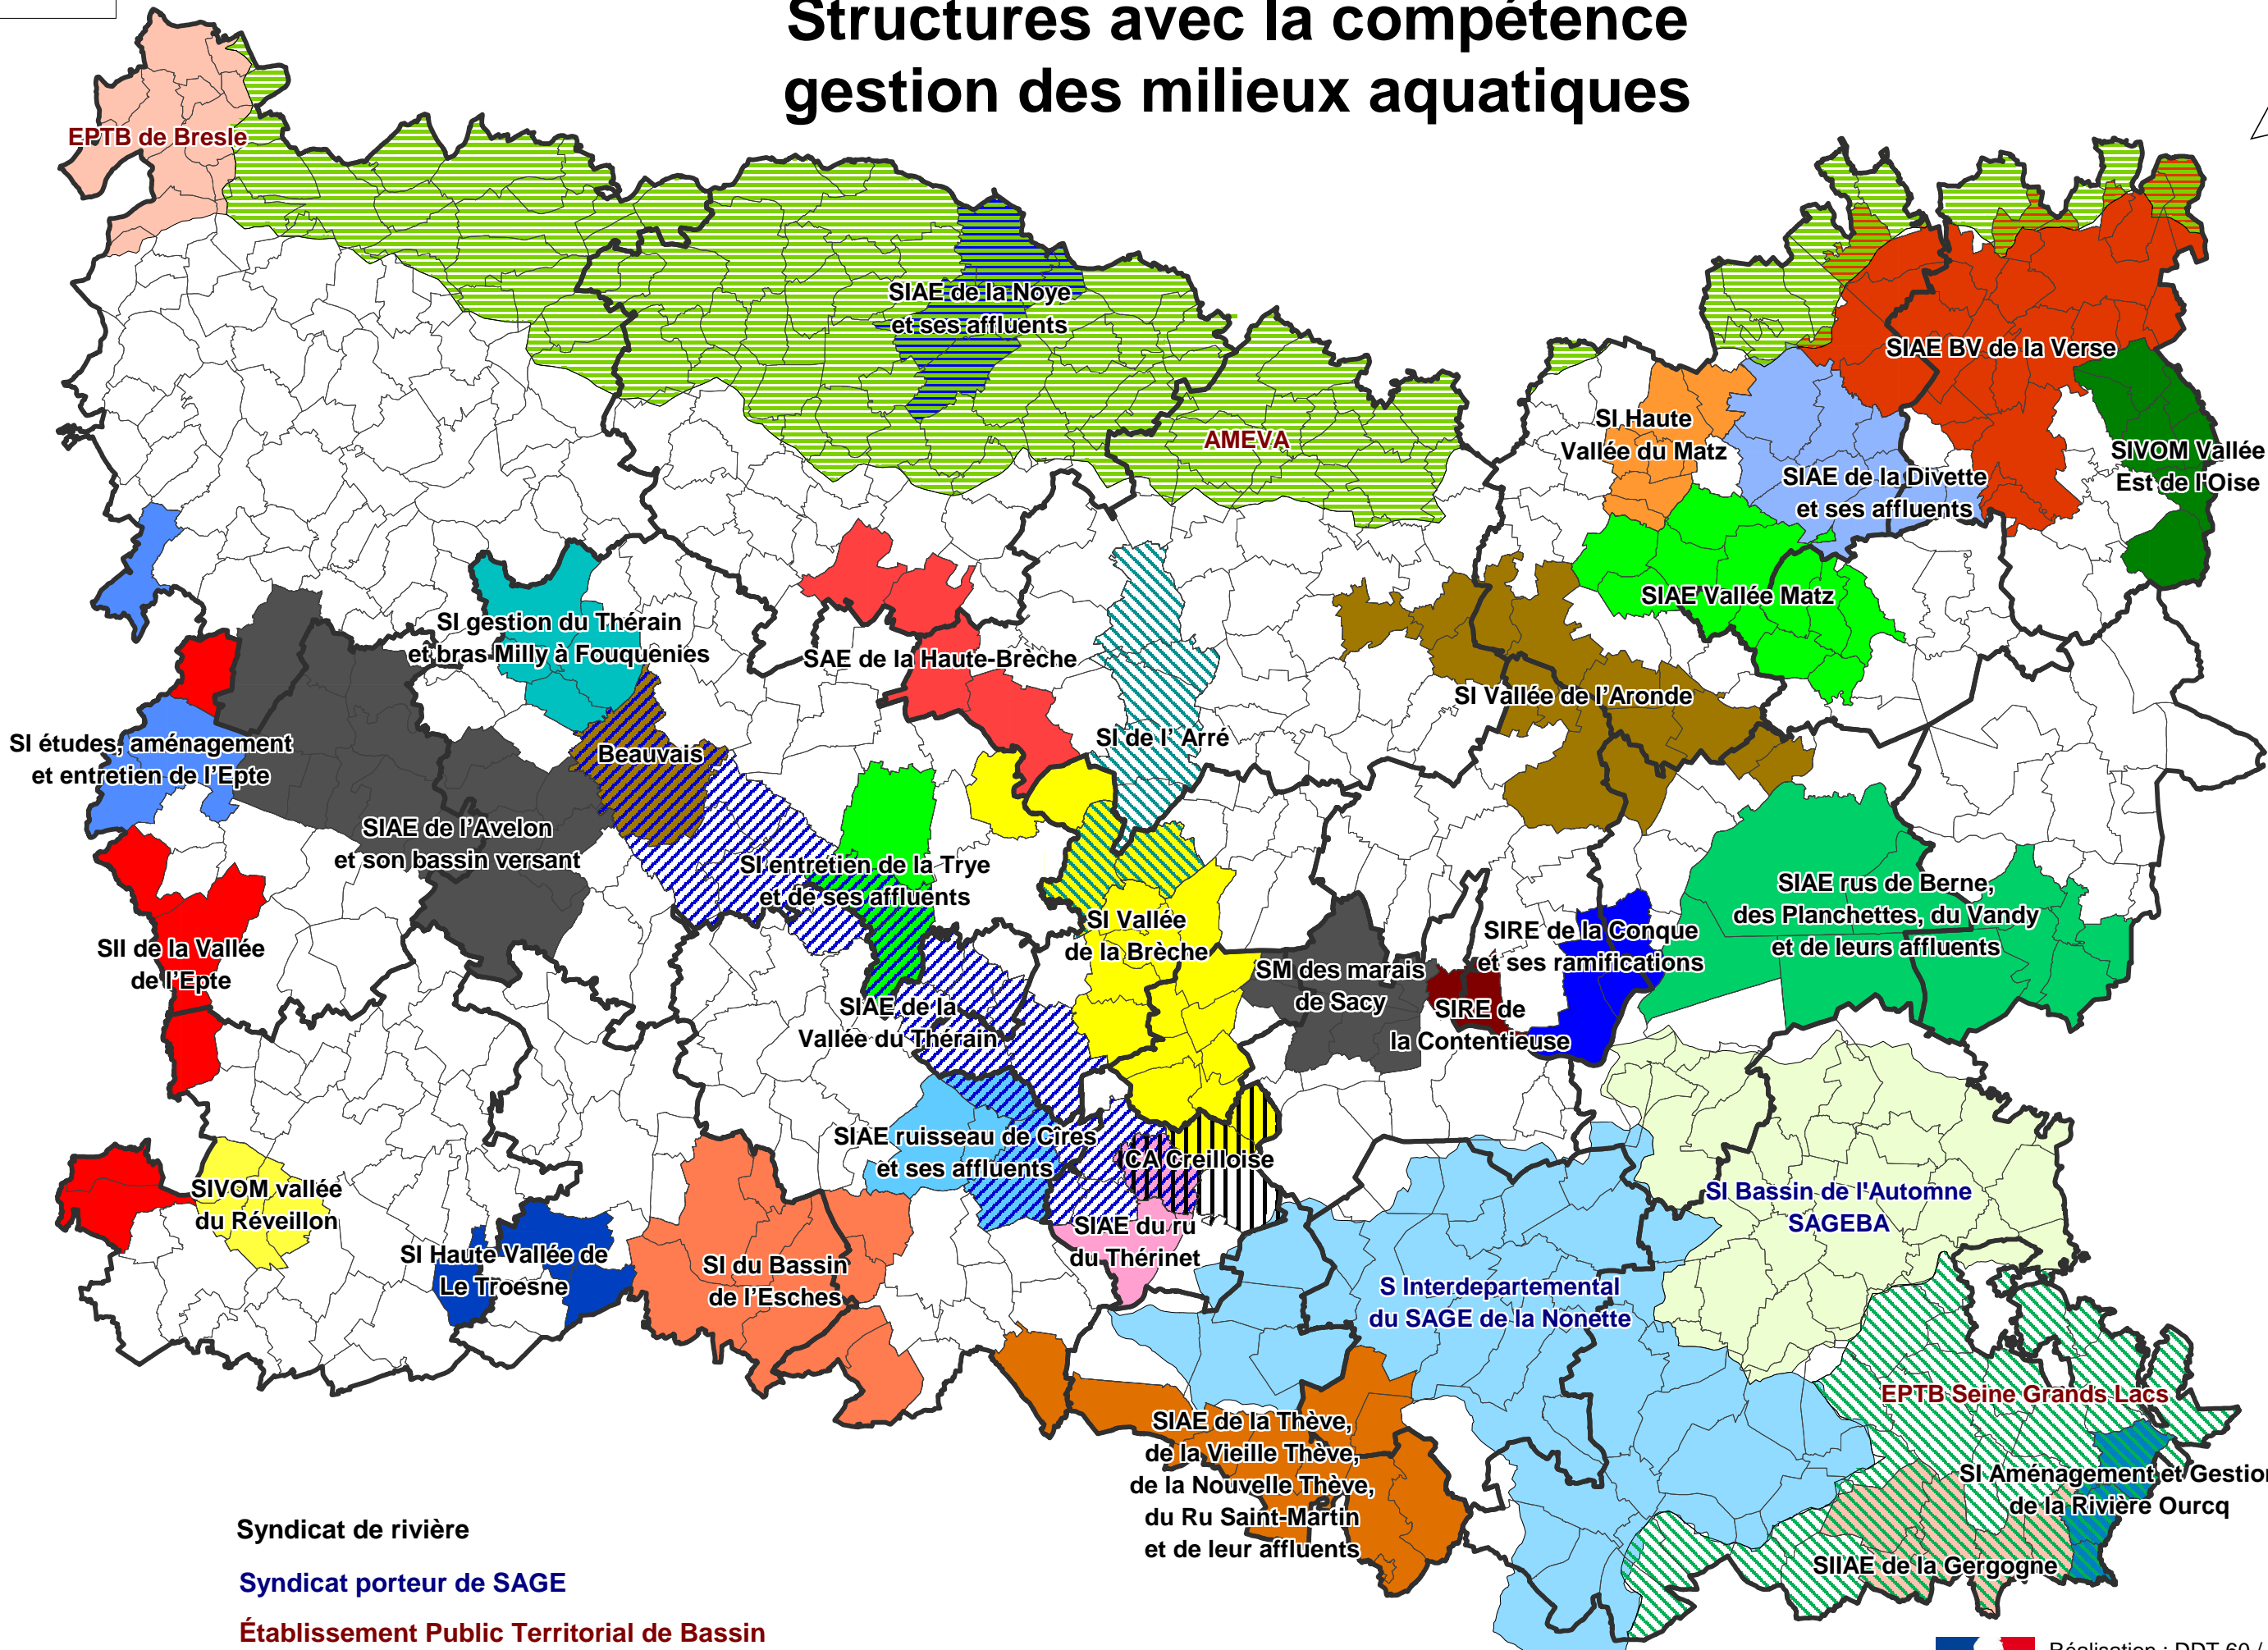 Structures avec la compétence
gestion des milieux aquatiques
EPTB de Bresle
SIAE de la Noye
et ses affluents
SIAE BV de la Verse
SI Haute
Vallée du Matz
AMEVA
SIVOM Vallée
Est de l'Oise
SIAE de la Divette
et ses affluents
SIAE Vallée Matz
SI gestion du Thérain
et bras Milly à Fouquenies
SAE de la Haute-Brèche
SI Vallée de l'Aronde
SI études, aménagement
et entretien de l'Epte
Beauvais
SI de l' Arré
SIAE de l'Avelon
et son bassin versant
SI entretien de la Trye
et de ses affluents
SIAE rus de Berne,
des Planchettes, du Vandy
et de leurs affluents
SI Vallée
de la Brèche
SIRE de la Conque
et ses ramifications
SII de la Vallée
de l'Epte
SM des marais
de Sacy
SIAE de la
Vallée du Thérain
SIRE de
la Contentieuse
SIAE ruisseau de Cires
et ses affluents
CA Creilloise
SIVOM vallée
du Réveillon
SI Bassin de l'Automne
SAGEBA
SIAE du ru
du Thérinet
SI Haute Vallée de
Le Troesne
SI du Bassin
de l'Esches
S Interdepartemental
du SAGE de la Nonette
EPTB Seine Grands Lacs
SIAE de la Thève,
de la Vieille Thève,
de la Nouvelle Thève,
du Ru Saint-Martin
et de leur affluents
SI Aménagement et Gestion
de la Rivière Ourcq
SIIAE de la Gergogne
Syndicat de rivière
Syndicat porteur de SAGE
Établissement Public Territorial de Bassin
Réalisation : DDT 60 /